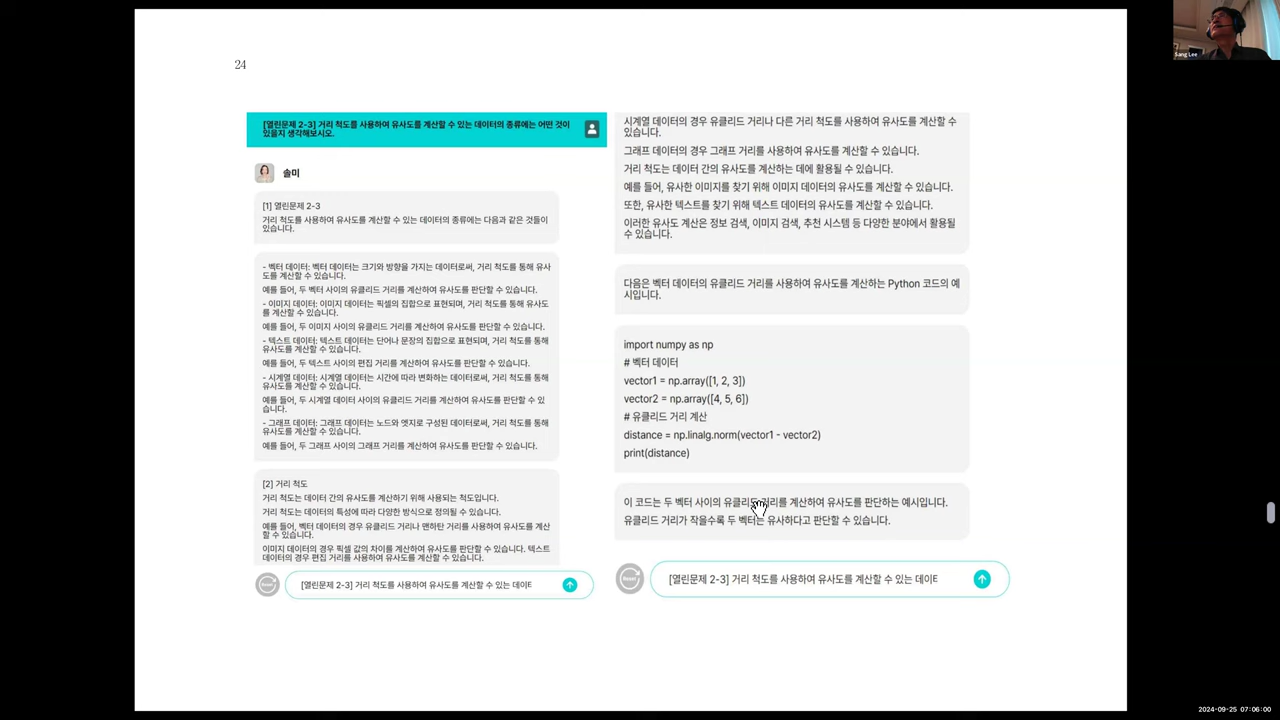 24
[열린문제 2-3] 거리 척도를 사용하여 유사도를 계산할 수 있는 데이터의 종류에는 어떤 것이
있을지 생각해보시오.
솔미
[1] 열린문제 2-3
거리 척도를 사용하여 유사도를 계산할 수 있는 데이터의 종류에는 다음과 같은 것들이
있습니다.
- 벡터 데이터: 벡터 데이터는 크기와 방향을 가지는 데이터로써, 거리 척도를 통해 유사
도를 계산할 수 있습니다.
예를 들어, 두 벡터 사이의 유클리드 거리를 계산하여 유사도를 판단할 수 있습니다.
- 이미지 데이터: 이미지 데이터는 픽셀의 집합으로 표현되며, 거리 척도를 통해 유사도
를 계산할 수 있습니다.
예를 들어, 두 이미지 사이의 유클리드 거리를 계산하여 유사도를 판단할 수 있습니다.
- 텍스트 데이터: 텍스트 데이터는 단어나 문장의 집합으로 표현되며, 거리 척도를 통해
유사도를 계산할 수 있습니다.
예를 들어, 두 텍스트 사이의 편집 거리를 계산하여 유사도를 판단할 수 있습니다.
- 시계열 데이터: 시계열 데이터는 시간에 따라 변화하는 데이터로써, 거리 척도를 통해
유사도를 계산할 수 있습니다.
예를 들어, 두 시계열 데이터 사이의 유클리드 거리를 계산하여 유사도를 판단할 수 있
습니다.
- 그래프 데이터: 그래프 데이터는 노드와 엣지로 구성된 데이터로써, 거리 척도를 통해
유사도를 계산할 수 있습니다.
예를 들어, 두 그래프 사이의 그래프 거리를 계산하여 유사도를 판단할 수 있습니다.
[2] 거리 척도
거리 척도는 데이터 간의 유사도를 계산하기 위해 사용되는 척도입니다.
거리 척도는 데이터의 특성에 따라 다양한 방식으로 정의될 수 있습니다.
예를 들어, 벡터 데이터의 경우 유클리드 거리나 맨하탄 거리를 사용하여 유사도를 계산
할 수 있습니다.
이미지 데이터의 경우 픽셀 값의 차이를 계산하여 유사도를 판단할 수 있습니다. 텍스트
데이터의 경우 편집 거리를 사용하여 유사도를 계산할 수 있습니다.
Reset
[열린문제 2-3] 거리 척도를 사용하여 유사도를 계산할 수 있는 데이터
시계열 데이터의 경우 유클리드 거리나 다른 거리 척도를 사용하여 유사도를 계산할 수
있습니다.
그래프 데이터의 경우 그래프 거리를 사용하여 유사도를 계산할 수 있습니다.
거리 척도는 데이터 간의 유사도를 계산하는 데에 활용될 수 있습니다.
예를 들어, 유사한 이미지를 찾기 위해 이미지 데이터의 유사도를 계산할 수 있습니다.
또한, 유사한 텍스트를 찾기 위해 텍스트 데이터의 유사도를 계산할 수 있습니다.
이러한 유사도 계산은 정보 검색, 이미지 검색, 추천 시스템 등 다양한 분야에서 활용될
수 있습니다.
다음은 벡터 데이터의 유클리드 거리를 사용하여 유사도를 계산하는 Python 코드의 예
시입니다.
import numpy as np
# 벡터 데이터
vector1 = np.array([1, 2, 3])
vector2 = np.array([4, 5, 6])
# 유클리드 거리 계산
distance = np.linalg.norm(vector1 - vector2)
print(distance)
이 코드는 두 벡터 사이의 유클리드 거리를 계산하여 유사도를 판단하는 예시입니다.
유클리드 거리가 작을수록 두 벡터는 유사하다고 판단할 수 있습니다.
Reset
[열린문제 2-3] 거리 척도를 사용하여 유사도를 계산할 수 있는 데이터
Sang Lee
2024-09-25 07:06:00